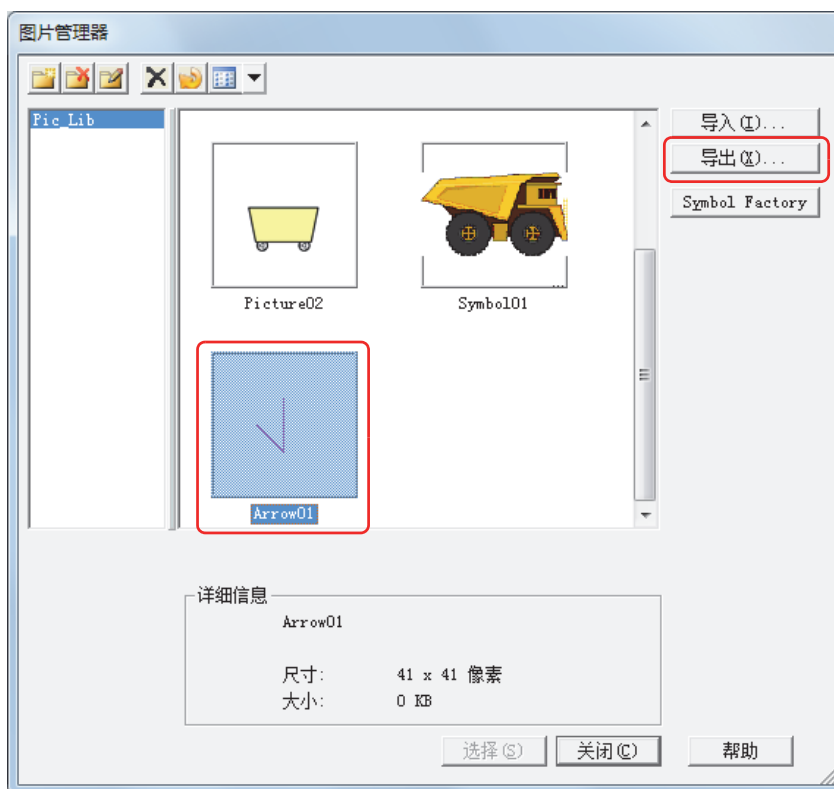 图片管理器
Pic_Lib
导入(I)...
导出(X)...
Symbol Factory
Picture02
Symbol01
...
Arrow01
详细信息
Arrow01
尺寸: 41 x 41 像素
大小: 0 KB
选择(S)
关闭(C)
帮助